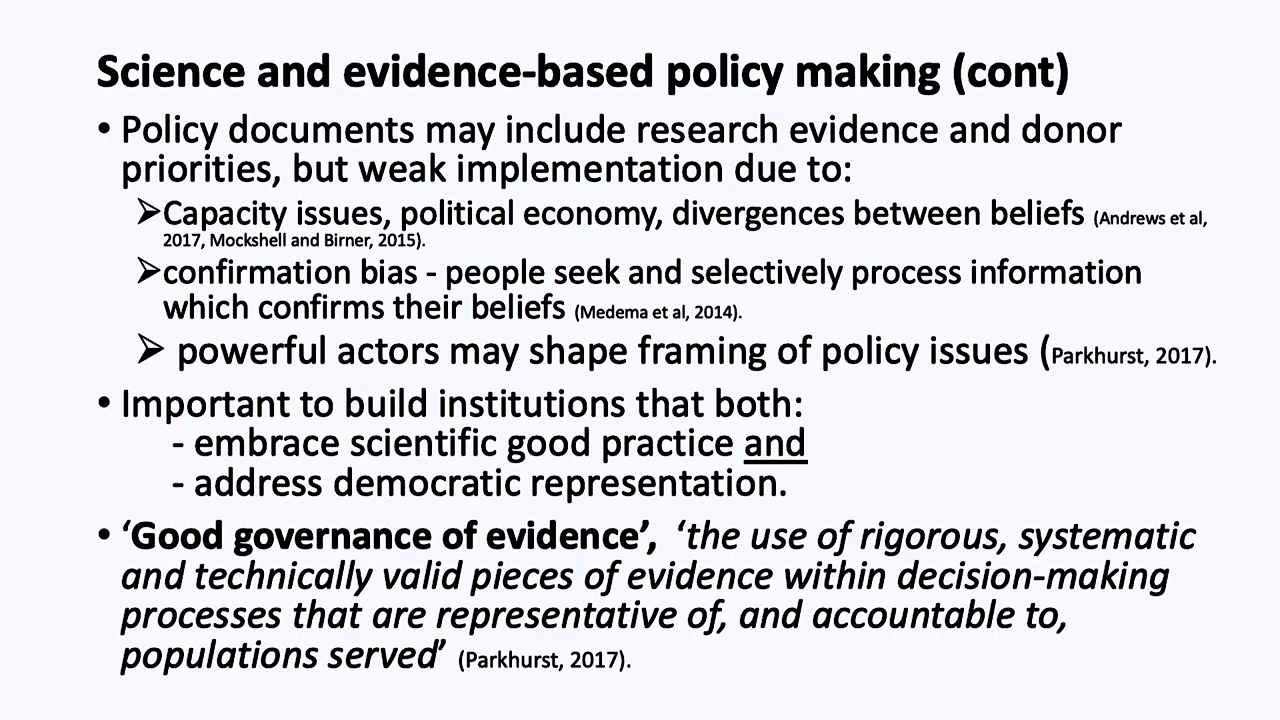 Science and evidence-based policy making (cont)
• Policy documents may include research evidence and donor
priorities, but weak implementation due to:
➢Capacity issues, political economy, divergences between beliefs (Andrews et al,
2017, Mockshell and Birner, 2015).
➢confirmation bias - people seek and selectively process information
which confirms their beliefs (Medema et al, 2014).
➢ powerful actors may shape framing of policy issues (Parkhurst, 2017).
• Important to build institutions that both:
- embrace scientific good practice and
- address democratic representation.
• ‘Good governance of evidence’, ‘the use of rigorous, systematic
and technically valid pieces of evidence within decision-making
processes that are representative of, and accountable to,
populations served’ (Parkhurst, 2017).